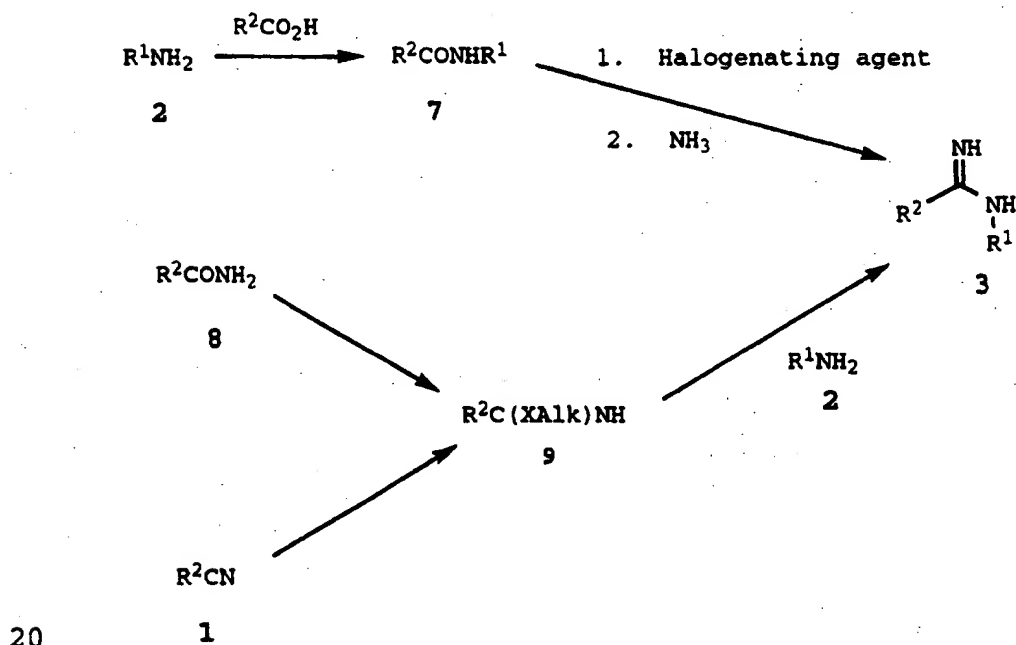 R²CO₂H
R¹NH₂
R²CONHR¹
1. Halogenating agent
2
7
2. NH₃
NH
R²
NH
R¹
3
R²CONH₂
8
R¹NH₂
2
R²C(XAlk)NH
9
R²CN
1
20